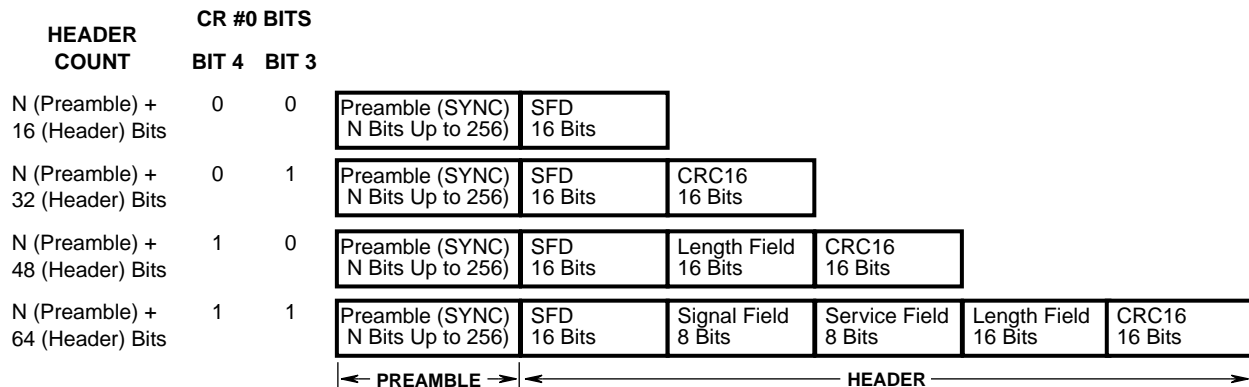 HEADER
COUNT
CR #0 BITS
BIT 4 BIT 3
N (Preamble) +
16 (Header) Bits
0 0
Preamble (SYNC)
N Bits Up to 256)
SFD
16 Bits
N (Preamble) +
32 (Header) Bits
0 1
Preamble (SYNC)
N Bits Up to 256)
SFD
16 Bits
CRC16
16 Bits
N (Preamble) +
48 (Header) Bits
1 0
Preamble (SYNC)
N Bits Up to 256)
SFD
16 Bits
Length Field
16 Bits
CRC16
16 Bits
N (Preamble) +
64 (Header) Bits
1 1
Preamble (SYNC)
N Bits Up to 256)
SFD
16 Bits
Signal Field
8 Bits
Service Field
8 Bits
Length Field
16 Bits
CRC16
16 Bits
PREAMBLE
HEADER